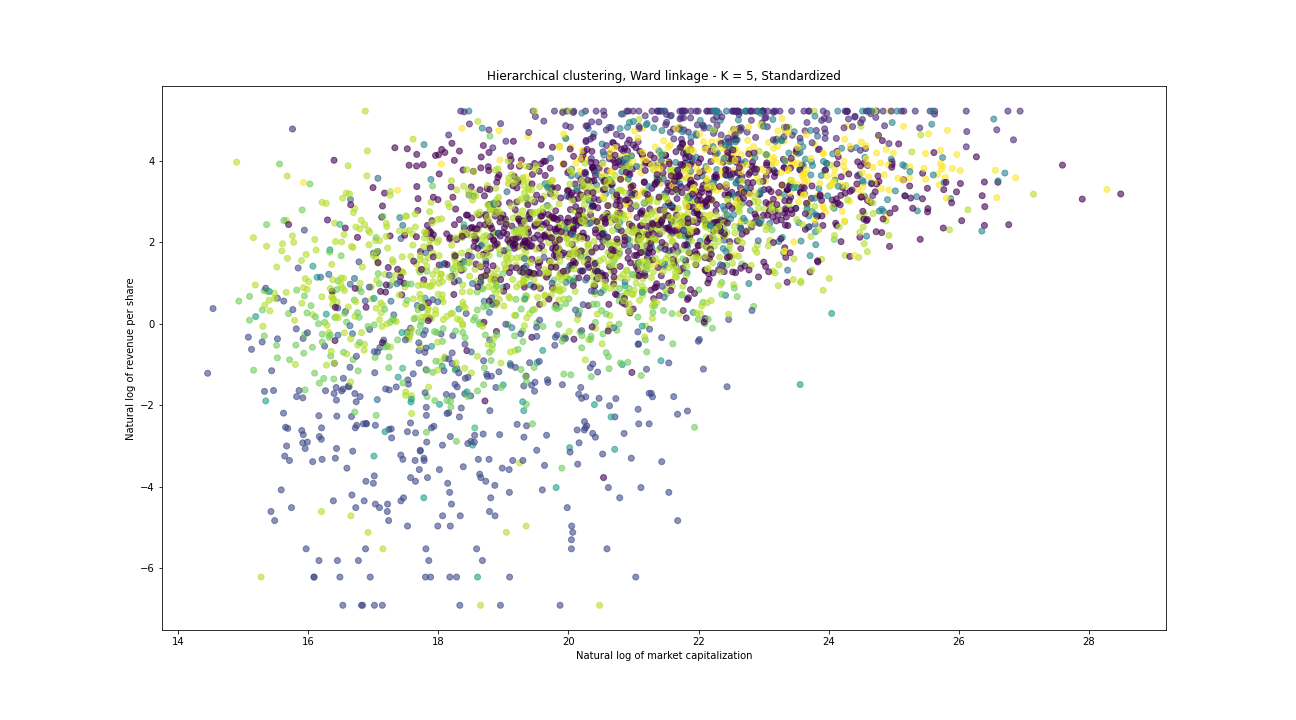 Hierarchical clustering, Ward linkage - K = 5, Standardized
4
2
0
−2
−4
−6
Natural log of revenue per share
14 16 18 20 22 24 26 28
Natural log of market capitalization